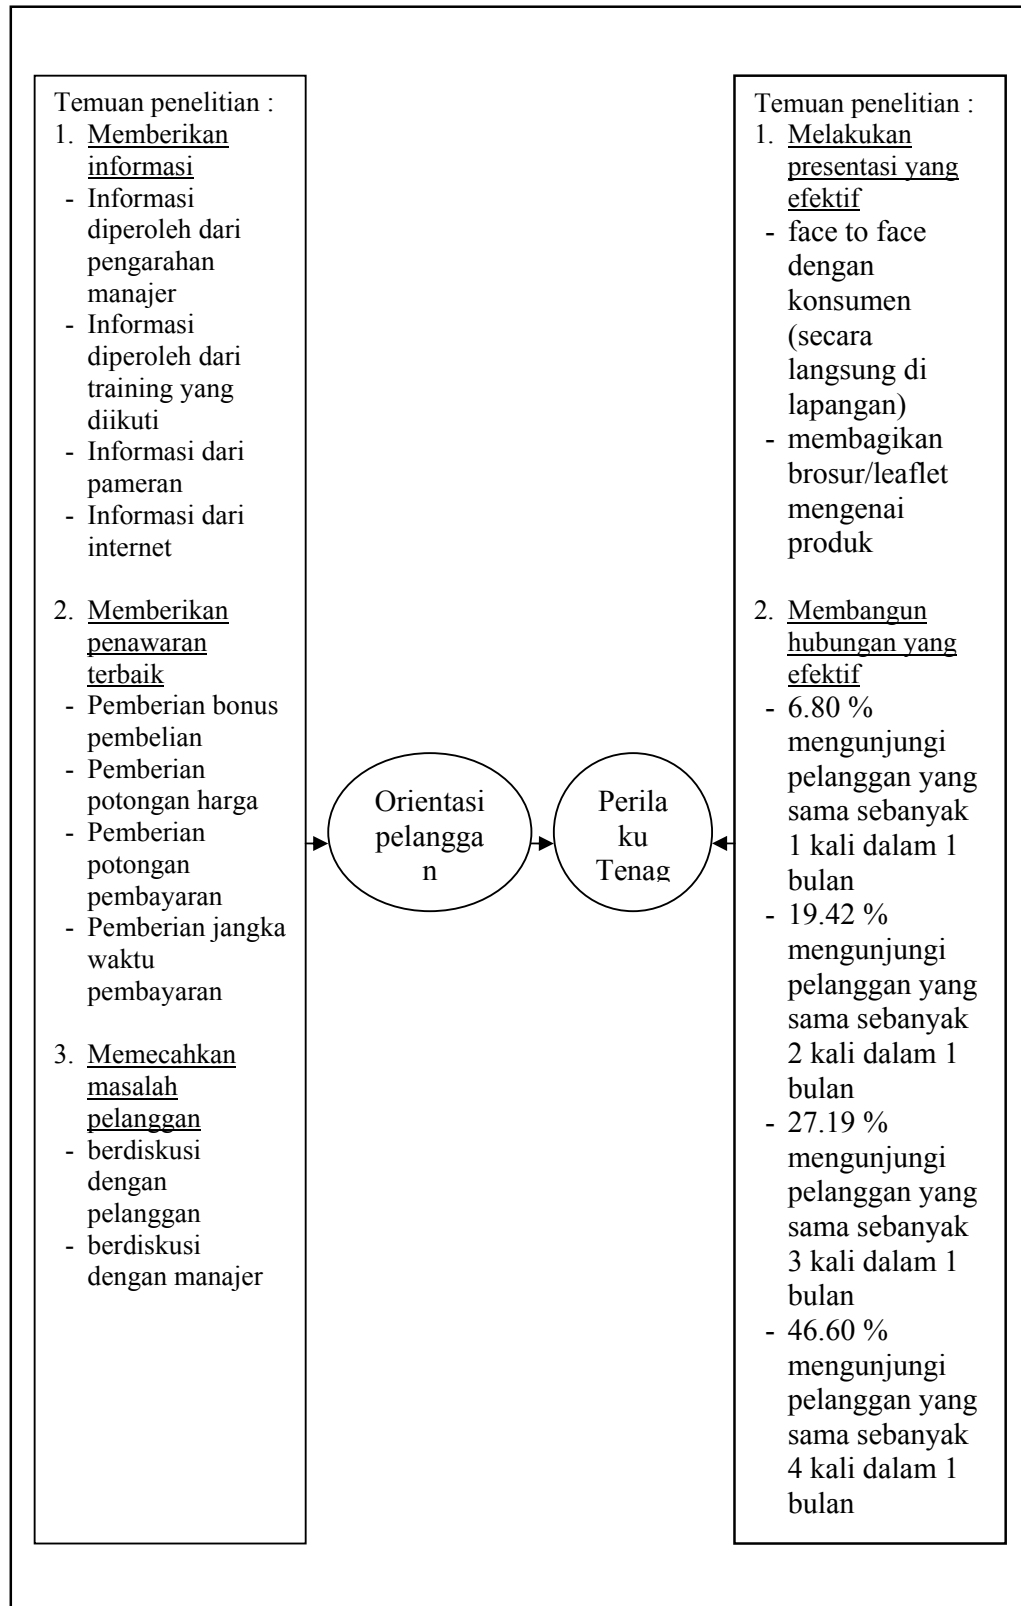 Temuan penelitian :
1. Memberikan
informasi
- Informasi
diperoleh dari
pengarahan
manajer
- Informasi
diperoleh dari
training yang
diikuti
- Informasi dari
pameran
- Informasi dari
internet
2. Memberikan
penawaran
terbaik
- Pemberian bonus
pembelian
- Pemberian
potongan harga
- Pemberian
potongan
pembayaran
- Pemberian jangka
waktu
pembayaran
3. Memecahkan
masalah
pelanggan
- berdiskusi
dengan
pelanggan
- berdiskusi
dengan manajer
Orientasi
pelangga
n
Perila
ku
Tenag
Temuan penelitian :
1. Melakukan
presentasi yang
efektif
- face to face
dengan
konsumen
(secara
langsung di
lapangan)
- membagikan
brosur/leaflet
mengenai
produk
2. Membangun
hubungan yang
efektif
- 6.80 %
mengunjungi
pelanggan yang
sama sebanyak
1 kali dalam 1
bulan
- 19.42 %
mengunjungi
pelanggan yang
sama sebanyak
2 kali dalam 1
bulan
- 27.19 %
mengunjungi
pelanggan yang
sama sebanyak
3 kali dalam 1
bulan
- 46.60 %
mengunjungi
pelanggan yang
sama sebanyak
4 kali dalam 1
bulan